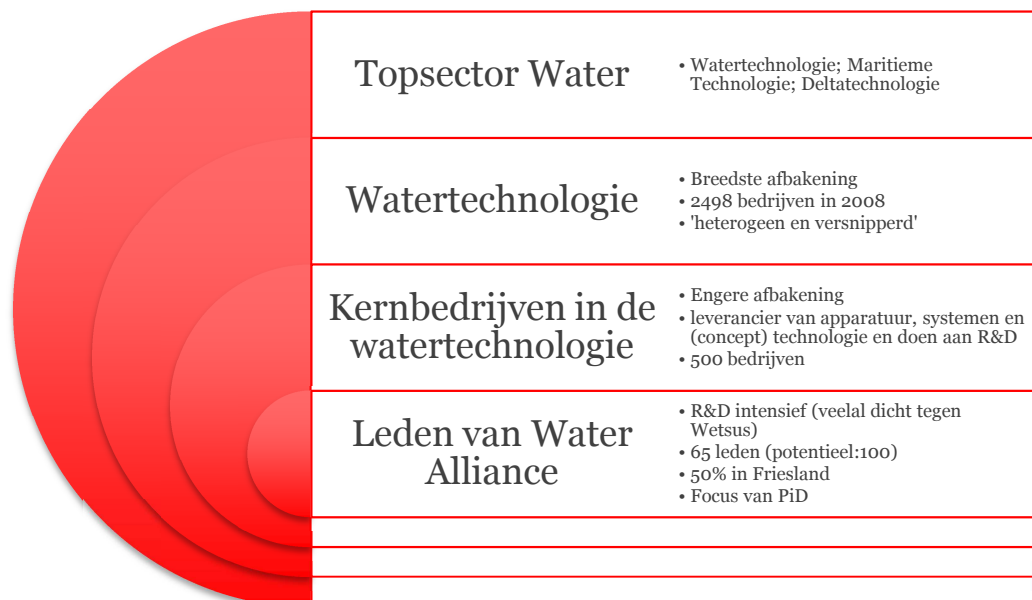 Topsector Water
• Watertechnologie; Maritieme
Technologie; Deltatechnologie
Watertechnologie
• Breedste afbakening
• 2498 bedrijven in 2008
• 'heterogeen en versnipperd'
Kernbedrijven in de
watertechnologie
• Engere afbakening
• leverancier van apparatuur, systemen en
(concept) technologie en doen aan R&D
• 500 bedrijven
Leden van Water
Alliance
• R&D intensief (veelal dicht tegen
Wetsus)
• 65 leden (potentieel:100)
• 50% in Friesland
• Focus van PiD